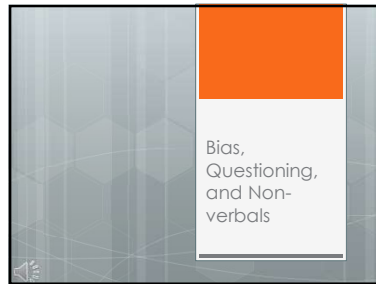 Bias,
Questioning,
and Non-
verbals